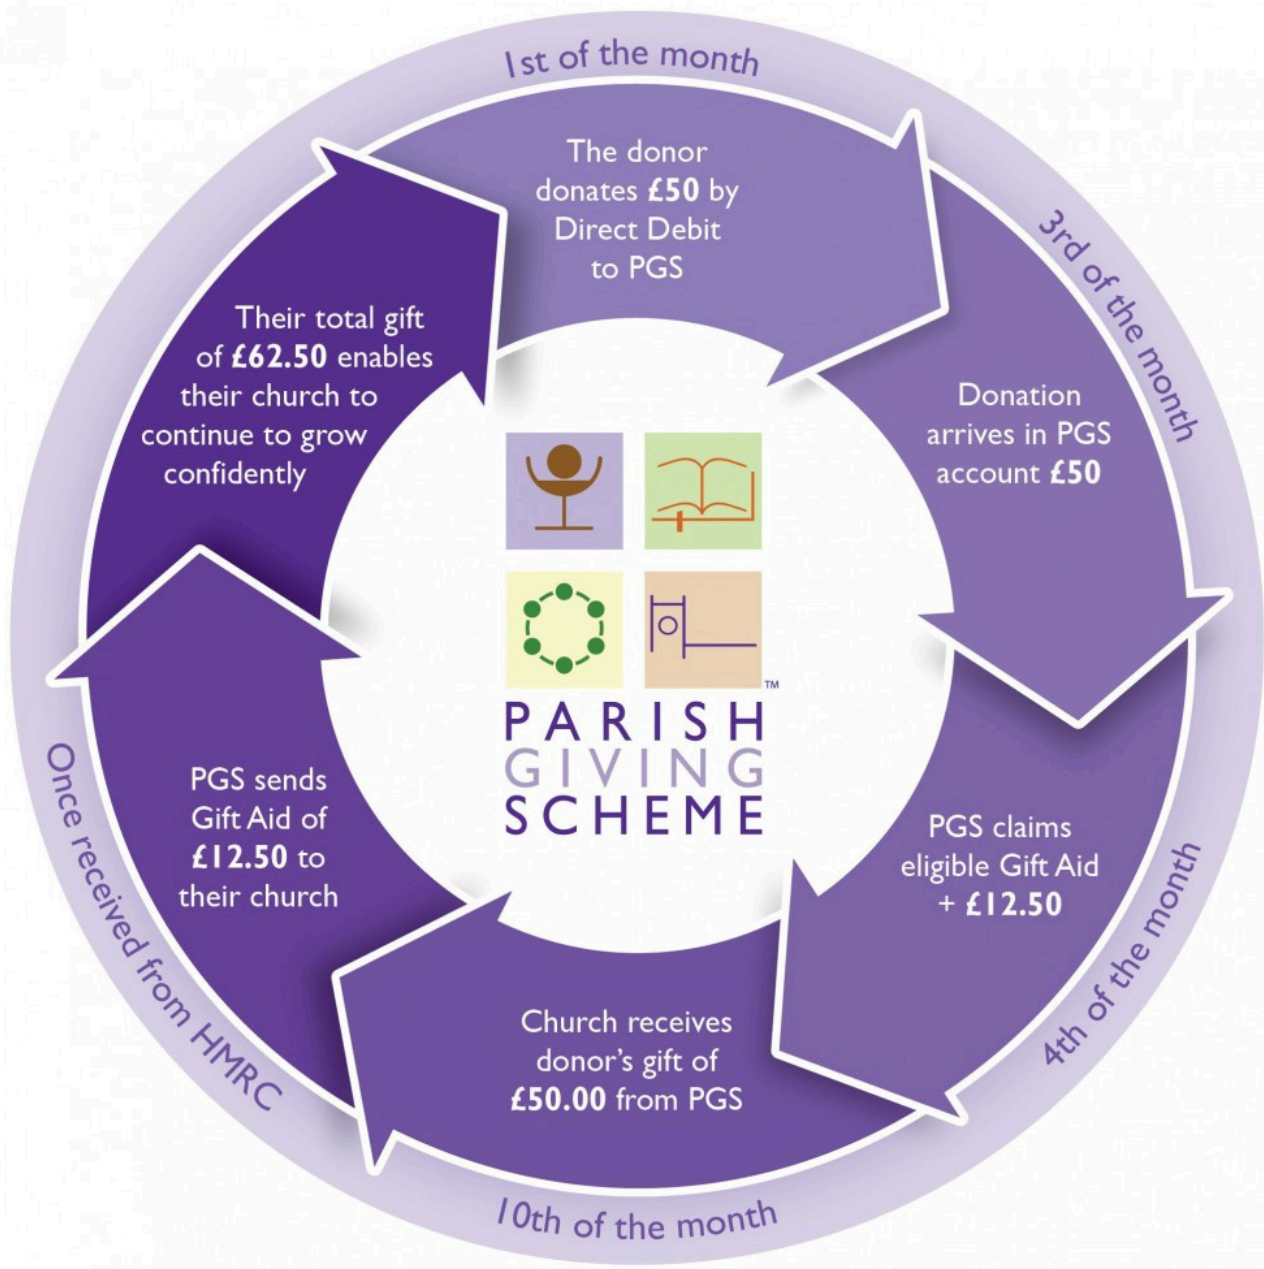 1st of the month
The donor
donates £50 by
Direct Debit
to PGS
3rd of the month
Donation
arrives in PGS
account £50
4th of the month
PGS claims
eligible Gift Aid
+ £12.50
10th of the month
Church receives
donor’s gift of
£50.00 from PGS
Once received from HMRC
PGS sends
Gift Aid of
£12.50 to
their church
Their total gift
of £62.50 enables
their church to
continue to grow
confidently
TM
PARISH
GIVING
SCHEME